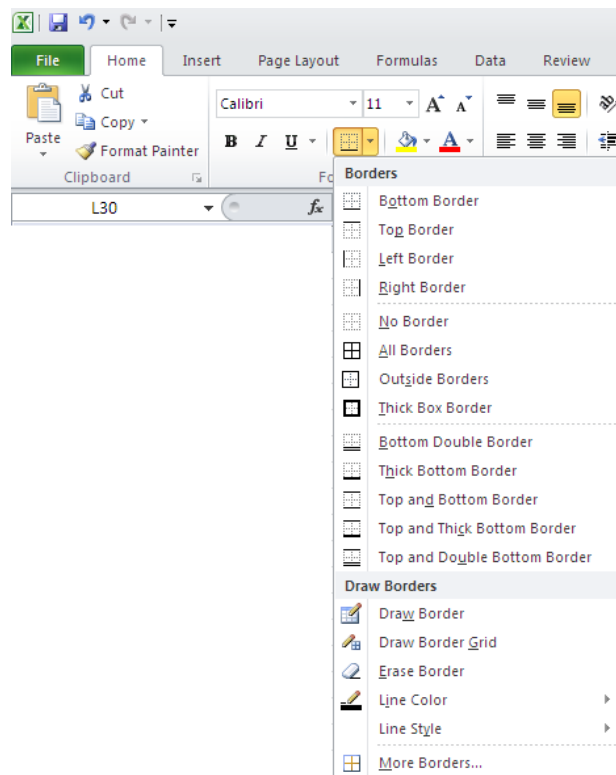 File Home Insert Page Layout Formulas Data Review
Cut
Copy
Format Painter
Paste
Clipboard
Calibri 11 A A
B I U A
Fo
L30 fx
Borders
Bottom Border
Top Border
Left Border
Right Border
No Border
All Borders
Outside Borders
Thick Box Border
Bottom Double Border
Thick Bottom Border
Top and Bottom Border
Top and Thick Bottom Border
Top and Double Bottom Border
Draw Borders
Draw Border
Draw Border Grid
Erase Border
Line Color
Line Style
More Borders...